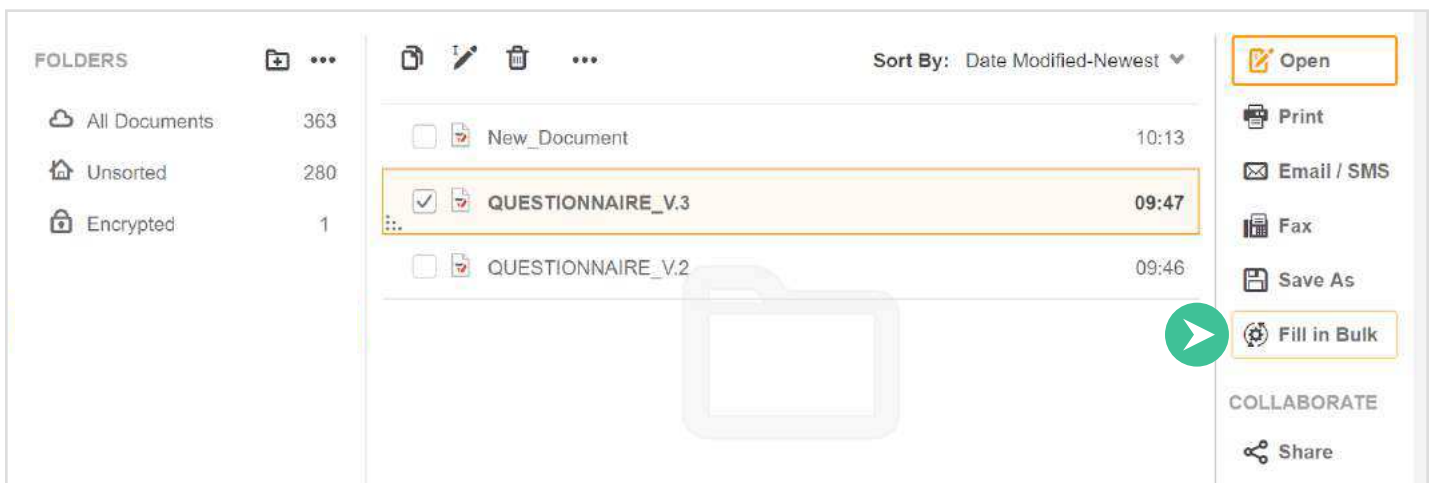 FOLDERS
All Documents 363
Unsorted 280
Encrypted 1
Sort By: Date Modified-Newest
New_Document 10:13
QUESTIONNAIRE_V.3 09:47
QUESTIONNAIRE_V.2 09:46
Open
Print
Email / SMS
Fax
Save As
Fill in Bulk
COLLABORATE
Share